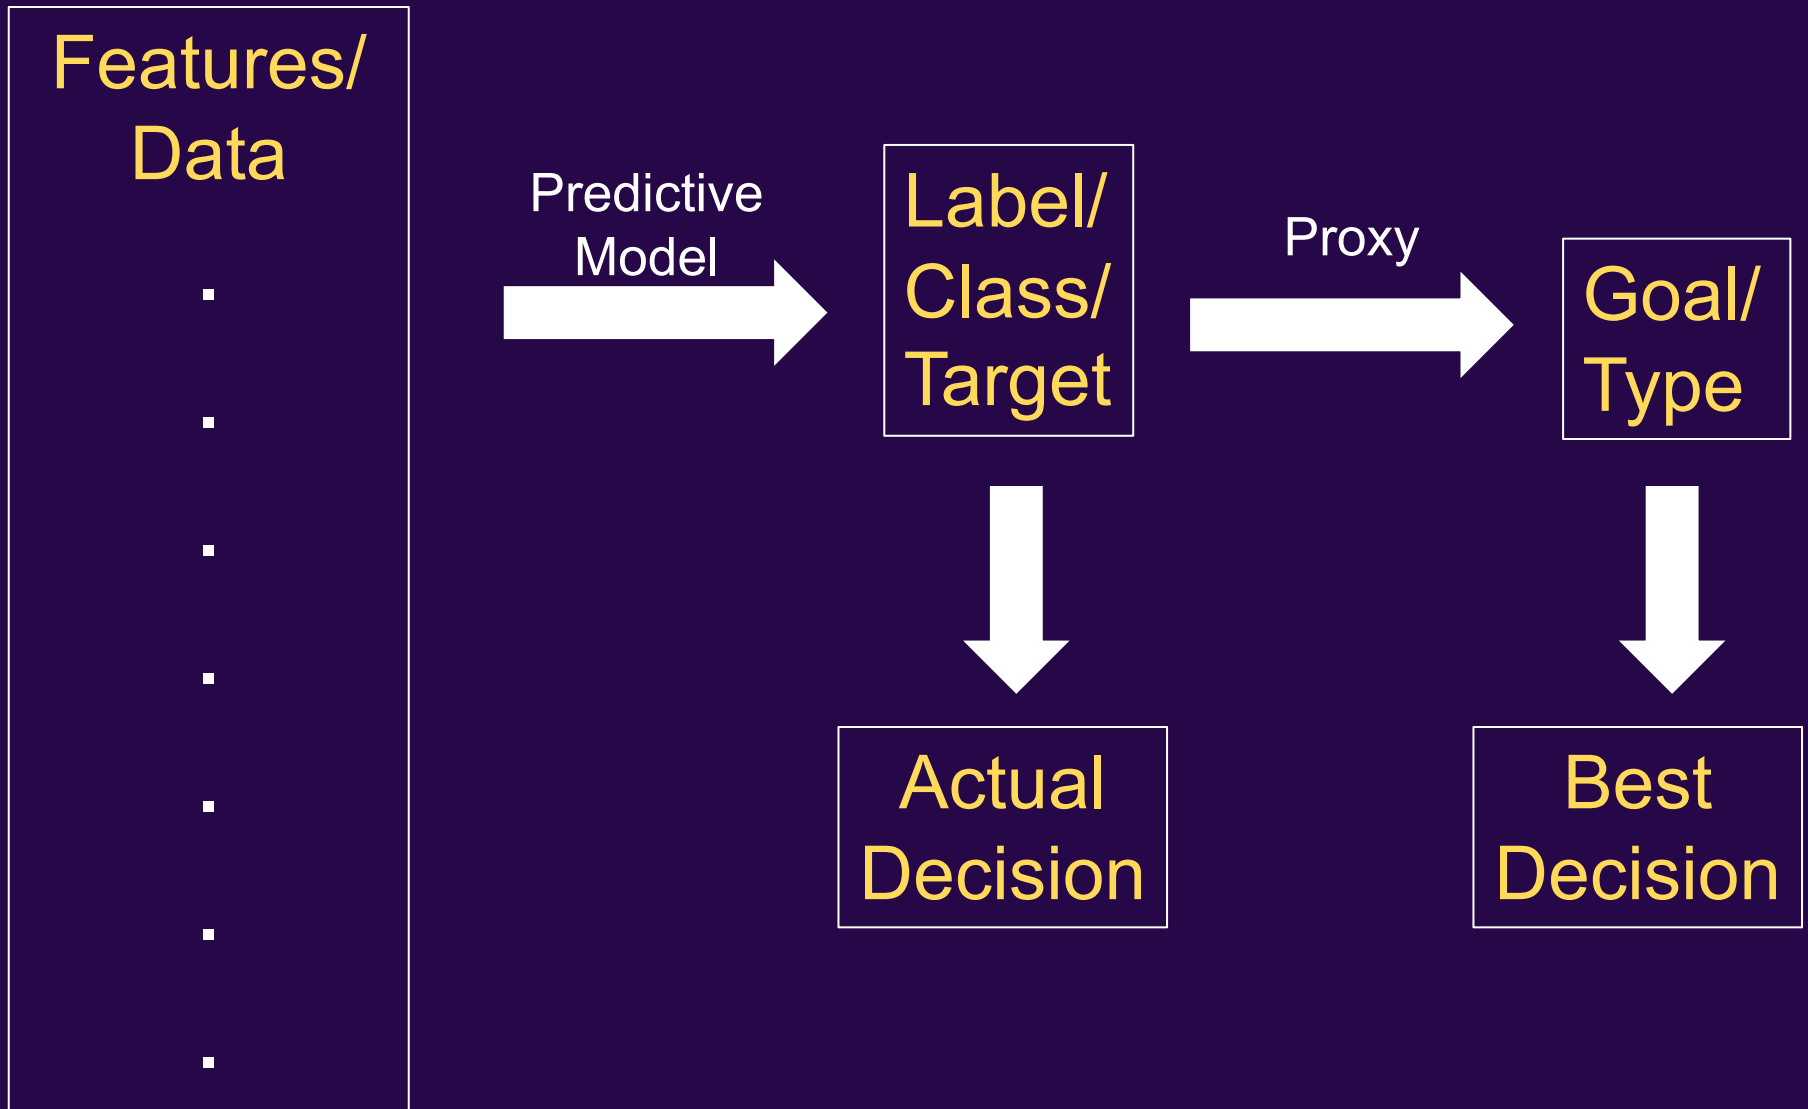 Features/
Data
Predictive
Model
Label/
Class/
Target
Proxy
Goal/
Type
Actual
Decision
Best
Decision